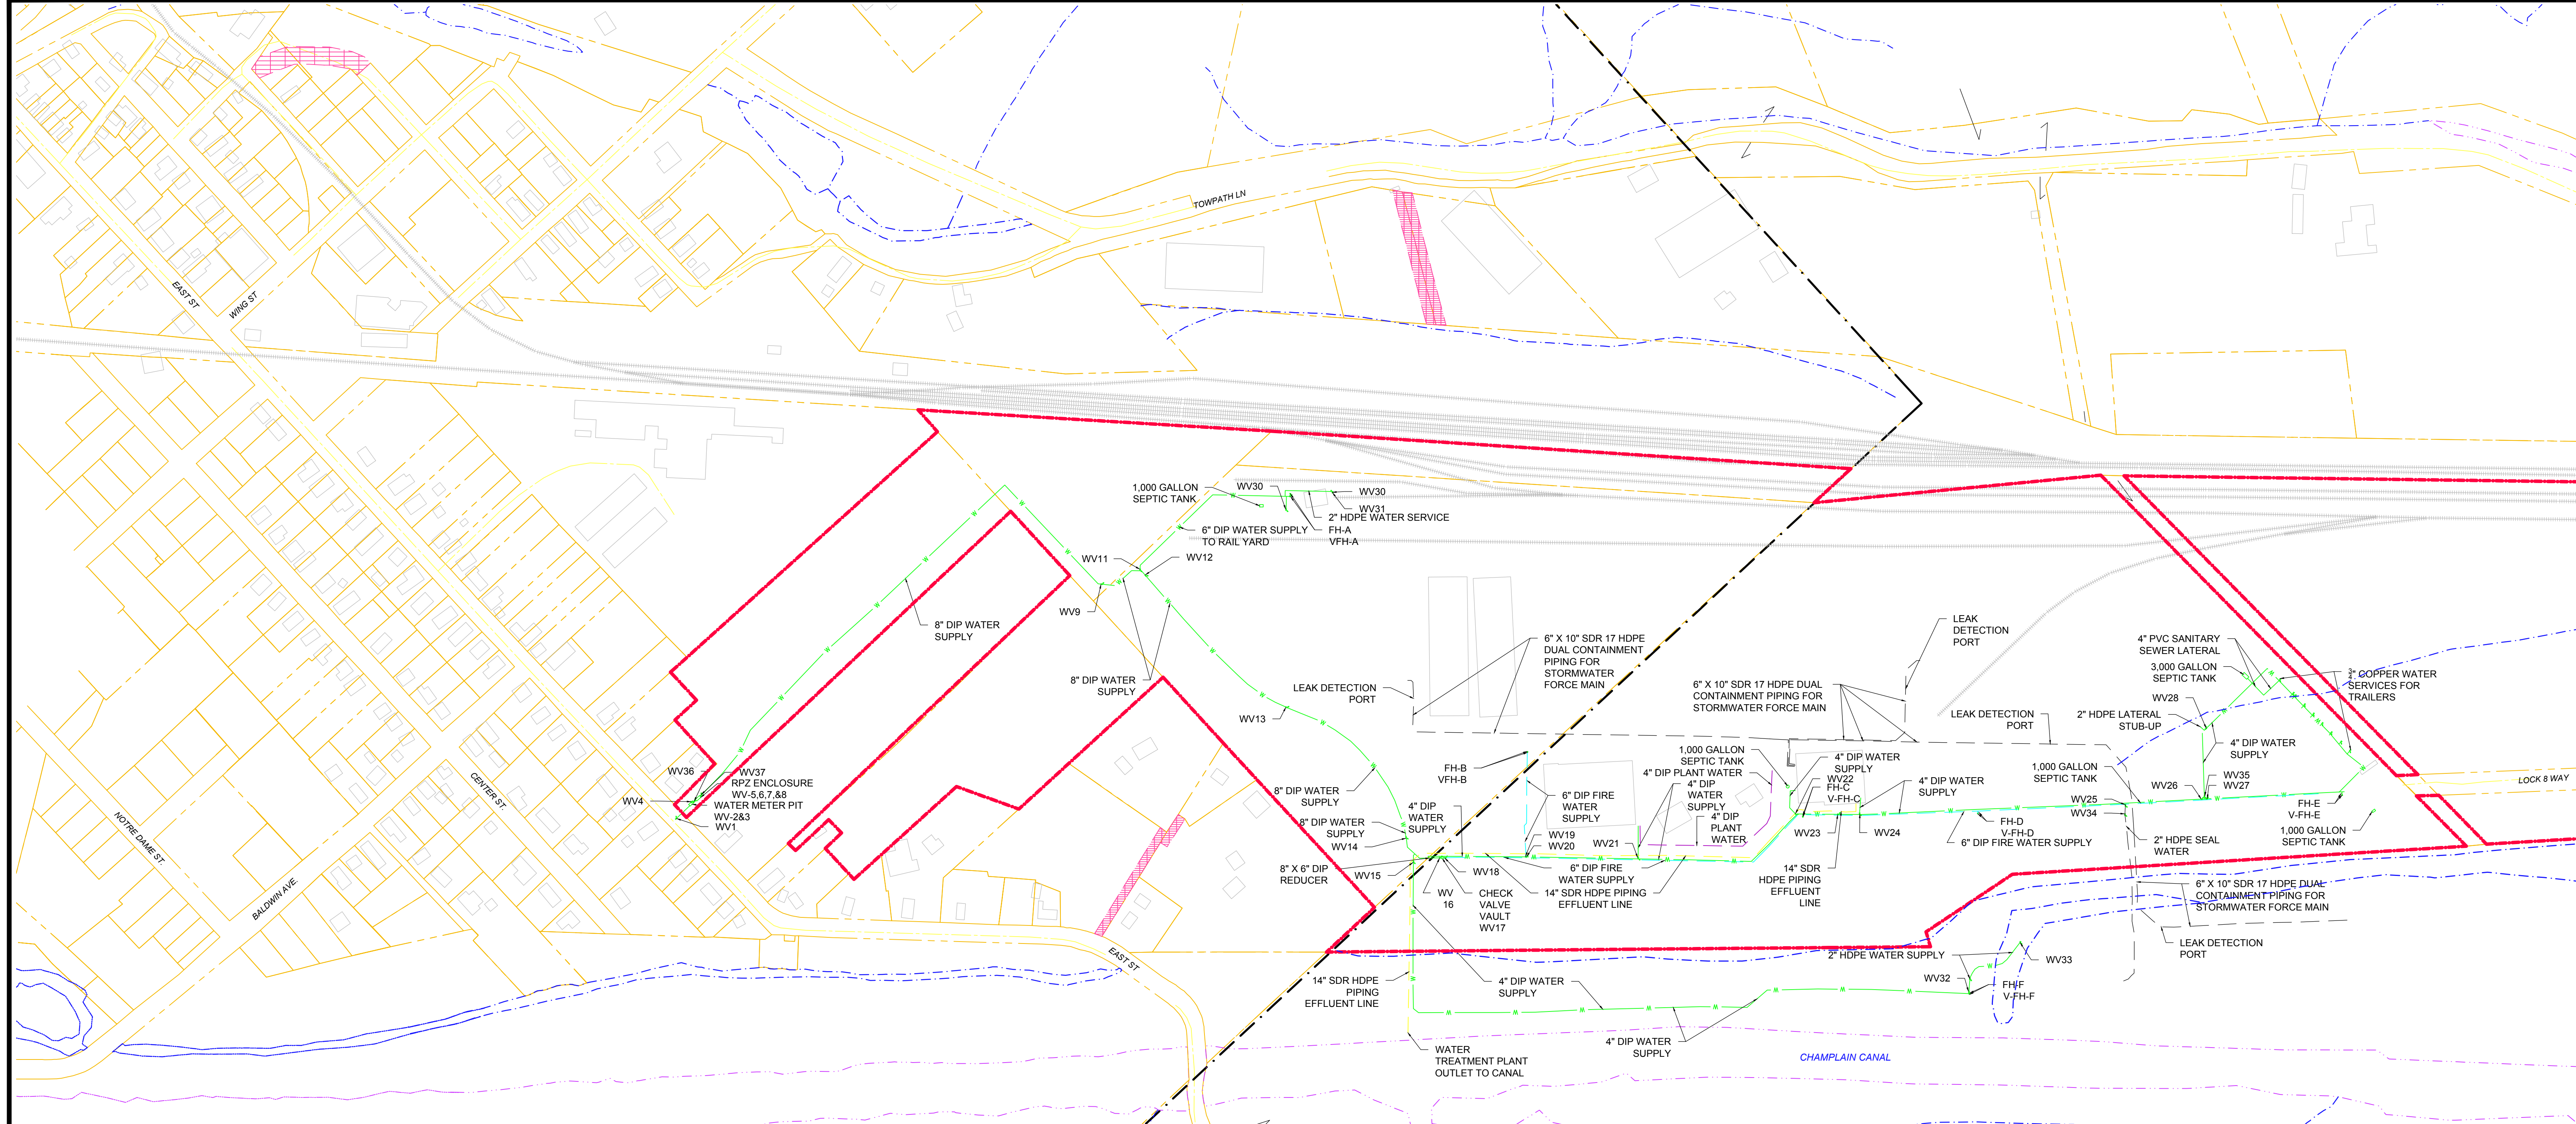 TOWPATH LN
EAST ST
WING ST
1,000 GALLON
SEPTIC TANK
WV30
WV30
WV31
2" HDPE WATER SERVICE
6" DIP WATER SUPPLY
TO RAIL YARD
FH-A
VFH-A
WV11
WV12
WV9
8" DIP WATER
SUPPLY
8" DIP WATER
SUPPLY
LEAK DETECTION
PORT
6" X 10" SDR 17 HDPE
DUAL CONTAINMENT
PIPING FOR
STORMWATER
FORCE MAIN
WV13
LEAK
DETECTION
PORT
6" X 10" SDR 17 HDPE DUAL
CONTAINMENT PIPING FOR
STORMWATER FORCE MAIN
LEAK DETECTION
PORT
4" PVC SANITARY
SEWER LATERAL
3,000 GALLON
SEPTIC TANK
3/4" COPPER WATER
SERVICES FOR
TRAILERS
WV28
2" HDPE LATERAL
STUB-UP
4" DIP WATER
SUPPLY
WV36
WV37
RPZ ENCLOSURE
WV-5,6,7,&8
WATER METER PIT
WV-2&3
WV4
WV1
8" DIP WATER
SUPPLY
FH-B
VFH-B
6" DIP FIRE
WATER
SUPPLY
1,000 GALLON
SEPTIC TANK
4" DIP PLANT WATER
4" DIP
WATER
SUPPLY
4" DIP
PLANT
WATER
4" DIP WATER
SUPPLY
WV22
FH-C
V-FH-C
4" DIP WATER
SUPPLY
1,000 GALLON
SEPTIC TANK
WV26
WV35
WV27
WV25
WV34
LOCK 8 WAY
FH-E
V-FH-E
1,000 GALLON
SEPTIC TANK
8" DIP WATER
SUPPLY
WV14
4" DIP
WATER
SUPPLY
WV19
WV20
WV21
WV23
WV24
FH-D
V-FH-D
6" DIP FIRE WATER SUPPLY
2" HDPE SEAL
WATER
8" X 6" DIP
REDUCER
WV15
WV
16
WV18
CHECK
VALVE
VAULT
WV17
6" DIP FIRE
WATER SUPPLY
14" SDR HDPE PIPING
EFFLUENT LINE
14" SDR
HDPE PIPING
EFFLUENT
LINE
6" X 10" SDR 17 HDPE DUAL
CONTAINMENT PIPING FOR
STORMWATER FORCE MAIN
LEAK DETECTION
PORT
CENTER ST.
NOTRE DAME ST.
BALDWIN AVE.
EAST ST
14" SDR HDPE
PIPING
EFFLUENT LINE
4" DIP WATER
SUPPLY
2" HDPE WATER SUPPLY
WV33
WV32
FH-F
V-FH-F
4" DIP WATER
SUPPLY
WATER
TREATMENT PLANT
OUTLET TO CANAL
CHAMPLAIN CANAL